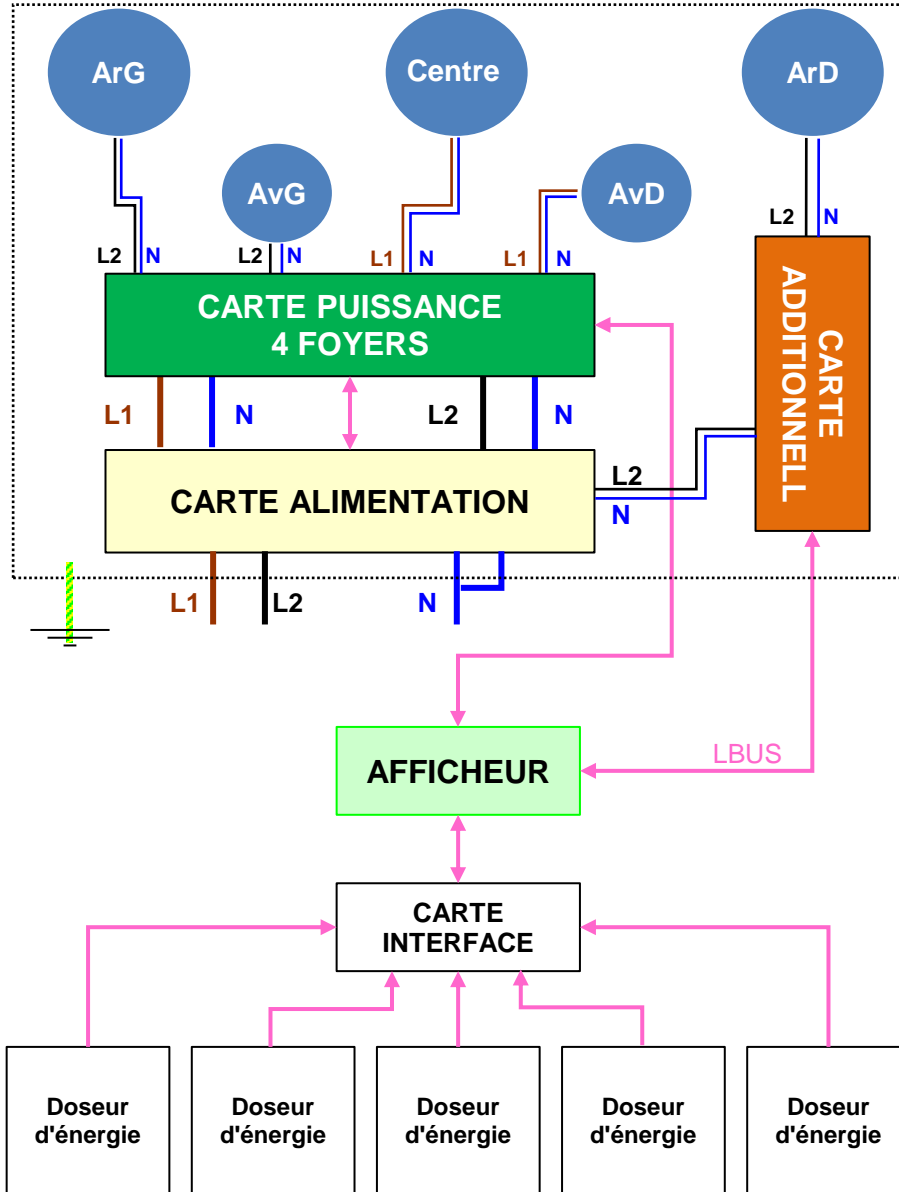 ArG
Centre
ArD
AvG
AvD
L2 N
L2 N
L1 N
L1 N
L2 N
CARTE PUISSANCE
4 FOYERS
CARTE
ADDITIONNELL
L1 N L2 N
CARTE ALIMENTATION
L2
N
L1 L2 N
AFFICHEUR
LBUS
CARTE
INTERFACE
Doseur
d'énergie
Doseur
d'énergie
Doseur
d'énergie
Doseur
d'énergie
Doseur
d'énergie